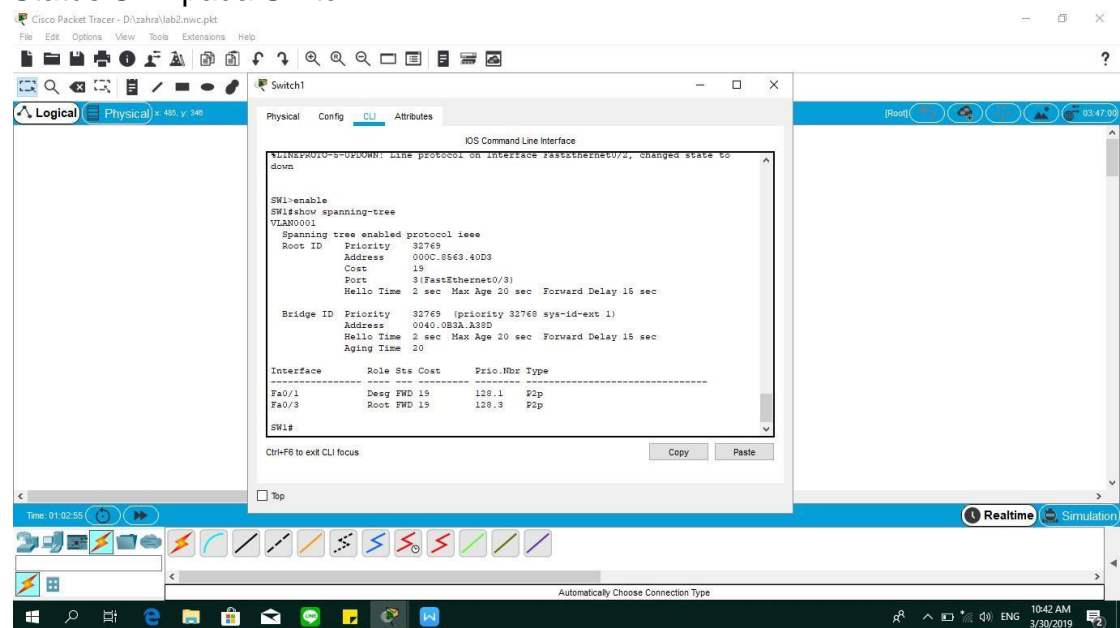 Cisco Packet Tracer - D:\zahra\lab2.nwc.pkt
File Edit Options View Tools Extensions Help
Switch1
Logical Physical x: 485, y: 346
[Root] 03:47:00
Physical Config CLI Attributes
IOS Command Line Interface
%LINEPROTO-5-UPDOWN: Line protocol on Interface FastEthernet0/2, changed state to
down
SW1>enable
SW1#show spanning-tree
VLAN0001
Spanning tree enabled protocol ieee
Root ID Priority 32769
Address 000C.8563.40D3
Cost 19
Port 3(FastEthernet0/3)
Hello Time 2 sec Max Age 20 sec Forward Delay 15 sec
Bridge ID Priority 32769 (priority 32768 sys-id-ext 1)
Address 0040.0B3A.A38D
Hello Time 2 sec Max Age 20 sec Forward Delay 15 sec
Aging Time 20
Interface Role Sts Cost Prio.Nbr Type
---------------- ---- --- --------- -------- --------------------------------
Fa0/1 Desg FWD 19 128.1 P2p
Fa0/3 Root FWD 19 128.3 P2p
SW1#
Ctrl+F6 to exit CLI focus
Copy Paste
Top
Time: 01:02:55
Realtime Simulation
Automatically Choose Connection Type
ENG
10:42 AM
3/30/2019